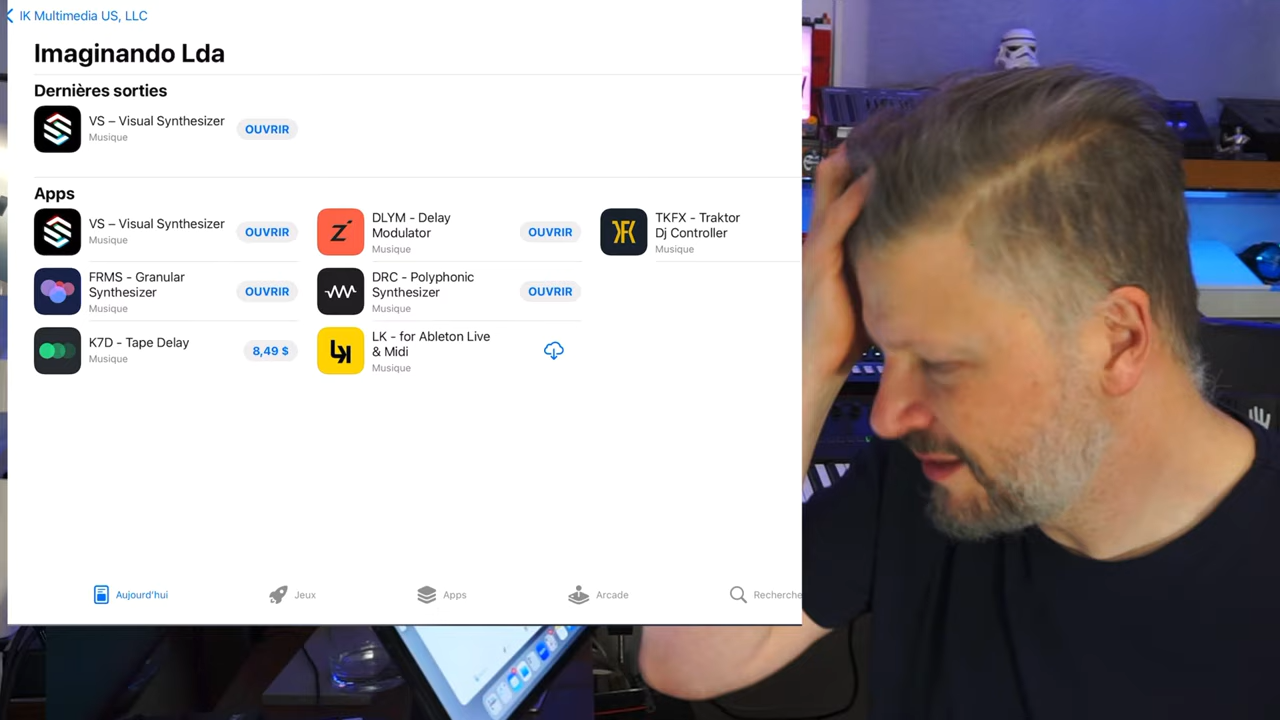 IK Multimedia US, LLC
Imaginando Lda
Dernières sorties
VS – Visual Synthesizer
Musique
OUVRIR
Apps
VS – Visual Synthesizer
Musique
OUVRIR
DLYM - Delay
Modulator
Musique
OUVRIR
TKFX - Traktor
Dj Controller
Musique
FRMS - Granular
Synthesizer
Musique
OUVRIR
DRC - Polyphonic
Synthesizer
Musique
OUVRIR
K7D - Tape Delay
Musique
8,49 $
LK - for Ableton Live
& Midi
Musique
Aujourd'hui
Jeux
Apps
Arcade
Recherche